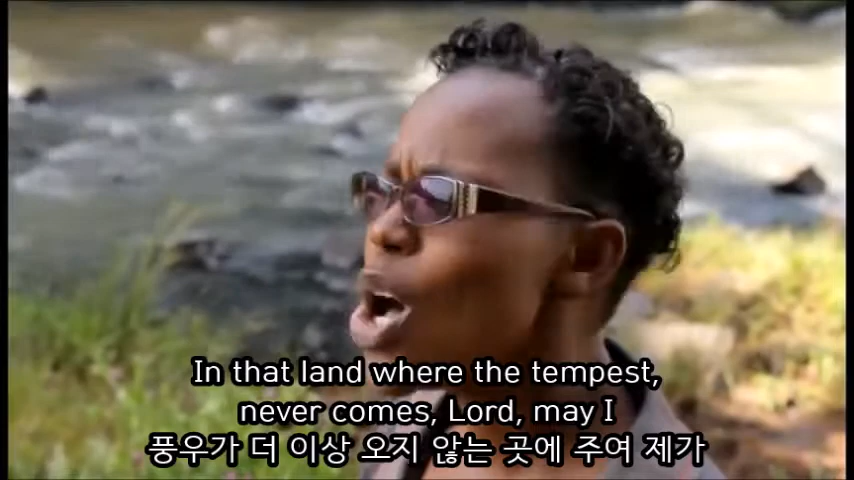 In that land where the tempest,
never comes, Lord, may I
풍우가 더 이상 오지 않는 곳에 주여 제가